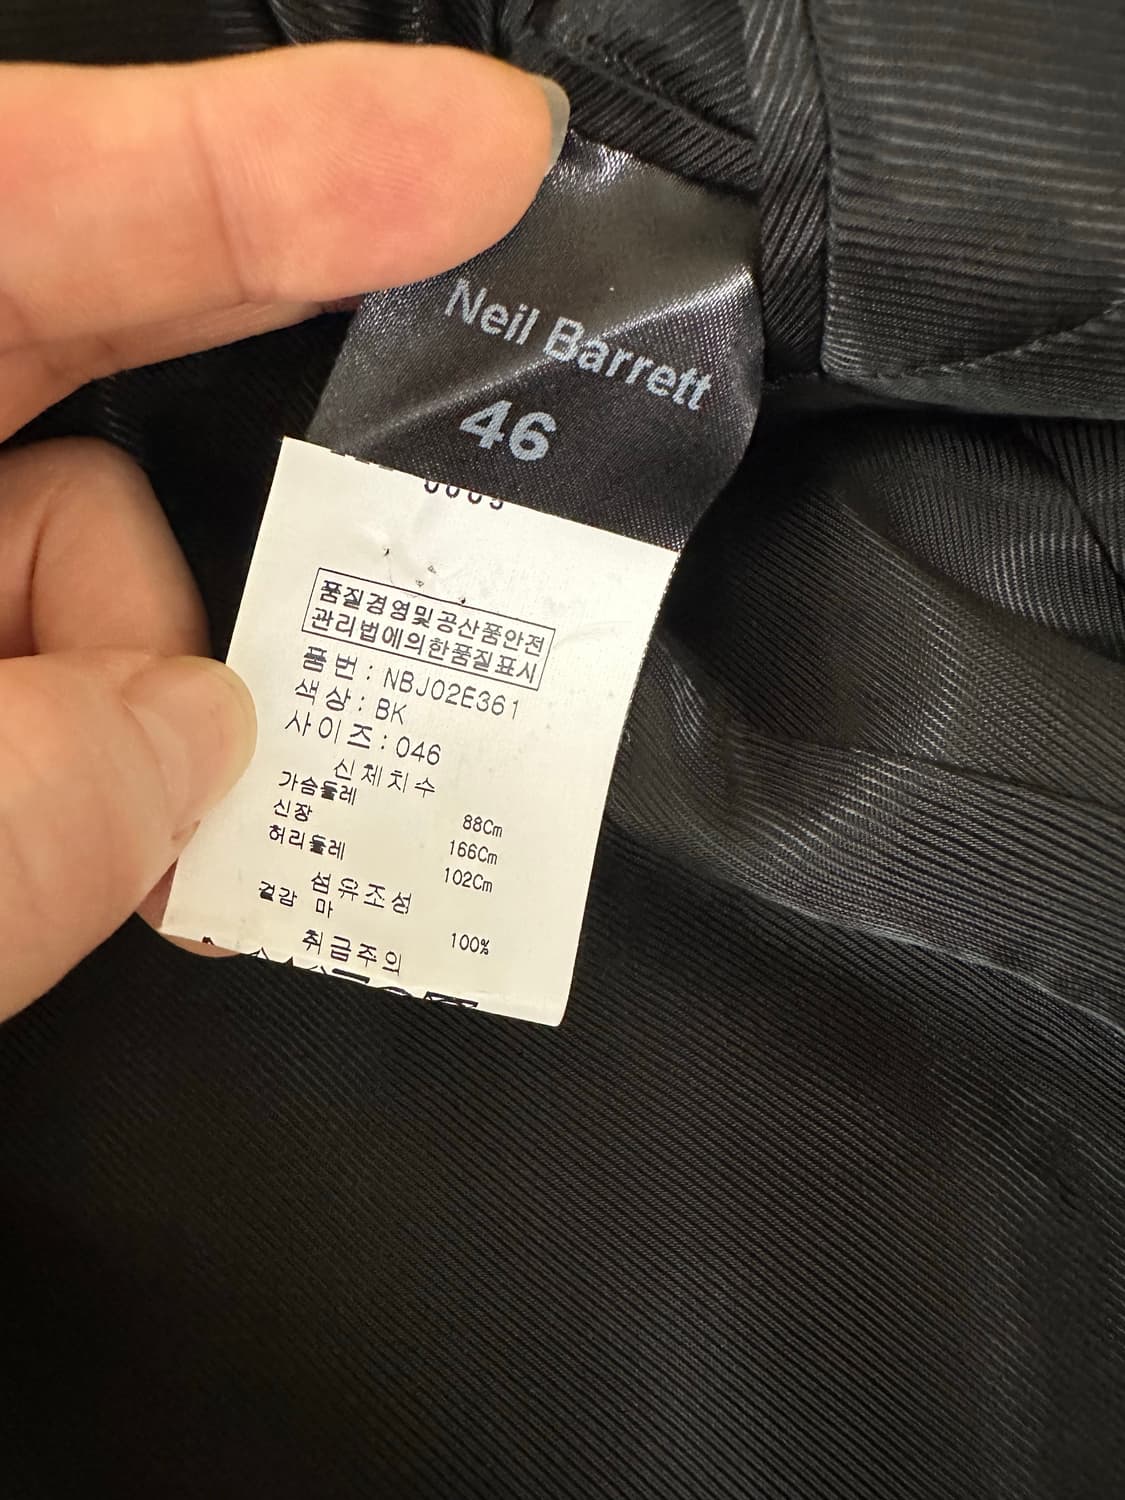 Neil Barrett
46
품질경영및공산품안전
관리법에의한품질표시
품 번 : NBJ02E361
색 상 : BK
사 이 즈 : 046
신 체 치 수
가슴둘레 88Cm
신장 166Cm
허리둘레 102Cm
섬 유 조 성
겉감 마 100%
취 급 주 의